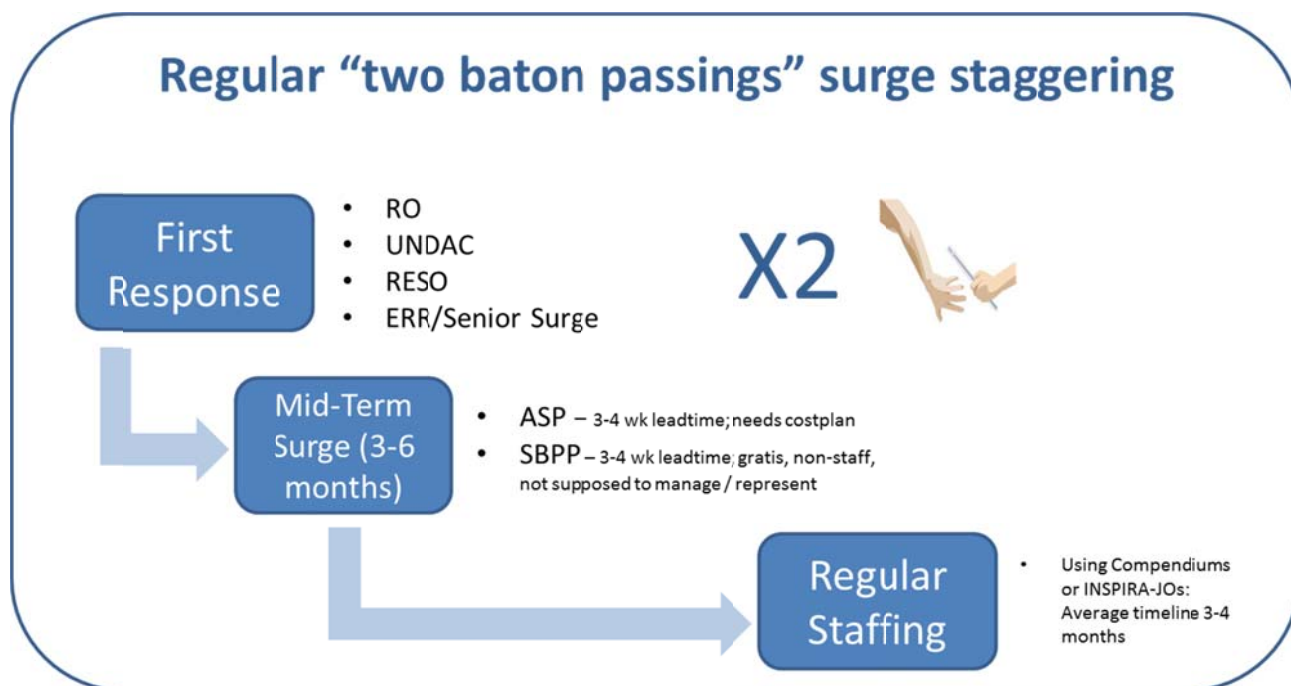 Regular “two baton passings” surge staggering
First
Response
• RO
• UNDAC
• RESO
• ERR/Senior Surge
X2
Mid-Term
Surge (3-6
months)
• ASP – 3-4 wk leadtime; needs costplan
• SBPP – 3-4 wk leadtime; gratis, non-staff,
not supposed to manage / represent
Regular
Staffing
• Using Compendiums
or INSPIRA-JOs:
Average timeline 3-4
months